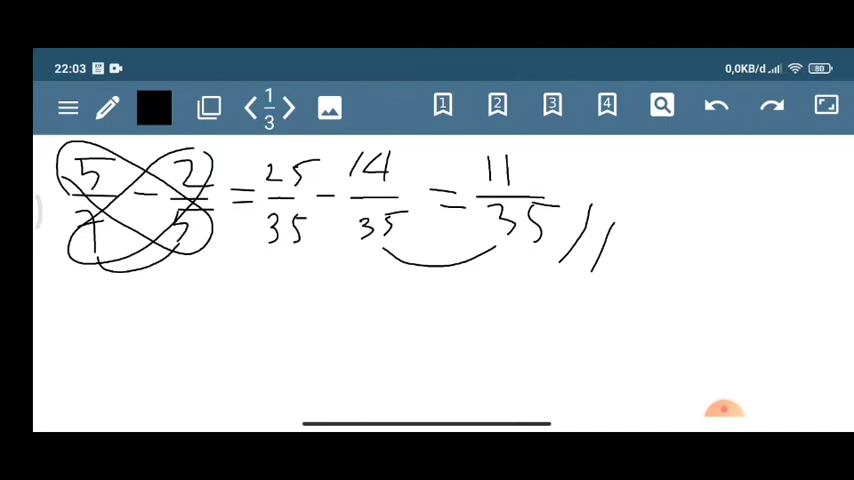 22:03 0,0KB/d 80
1/3 1 2 3 4
5/7 - 2/5 = 25/35 - 14/35 = 11/35 //